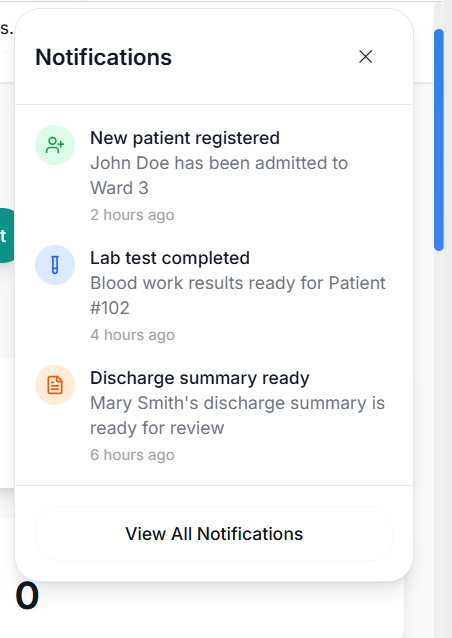 s.
Notifications
New patient registered
John Doe has been admitted to
Ward 3
2 hours ago
t
Lab test completed
Blood work results ready for Patient
#102
4 hours ago
Discharge summary ready
Mary Smith's discharge summary is
ready for review
6 hours ago
View All Notifications
0